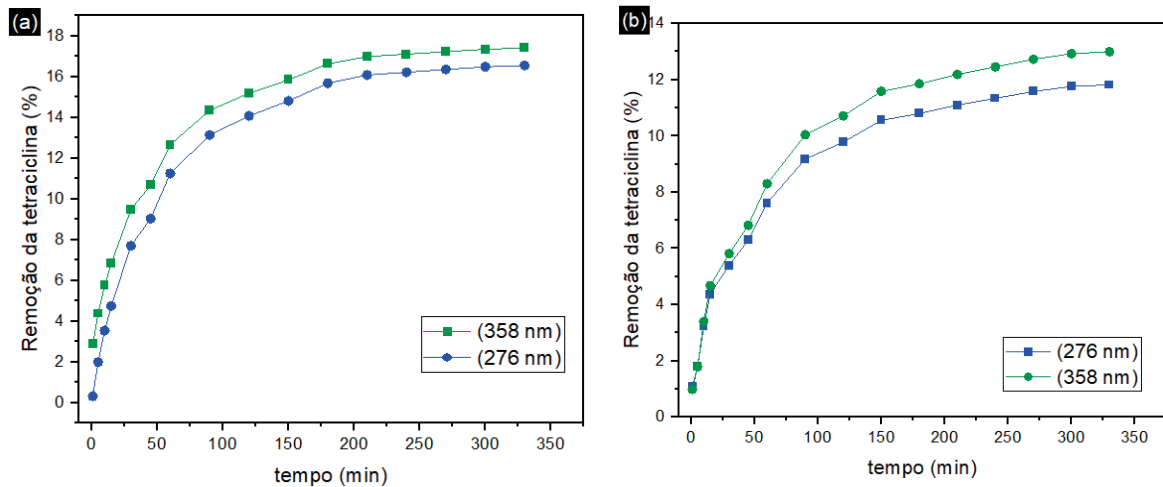 (a)
Remoção da tetraciclina (%)
18
16
14
12
10
8
6
4
2
0
(358 nm)
(276 nm)
0 50 100 150 200 250 300 350
tempo (min)
(b)
Remoção da tetraciclina (%)
14
12
10
8
6
4
2
0
(276 nm)
(358 nm)
0 50 100 150 200 250 300 350
tempo (min)